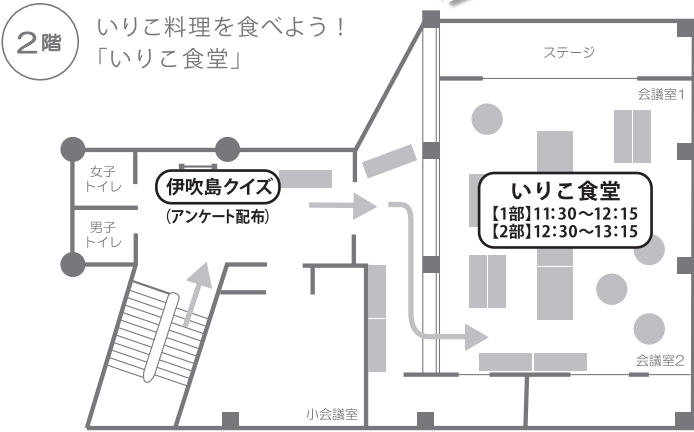 2階
いりこ料理を食べよう!
「いりこ食堂」
ステージ
会議室1
女子
トイレ
男子
トイレ
伊吹島クイズ
(アンケート配布)
いりこ食堂
【1部】11:30〜12:15
【2部】12:30〜13:15
会議室2
小会議室